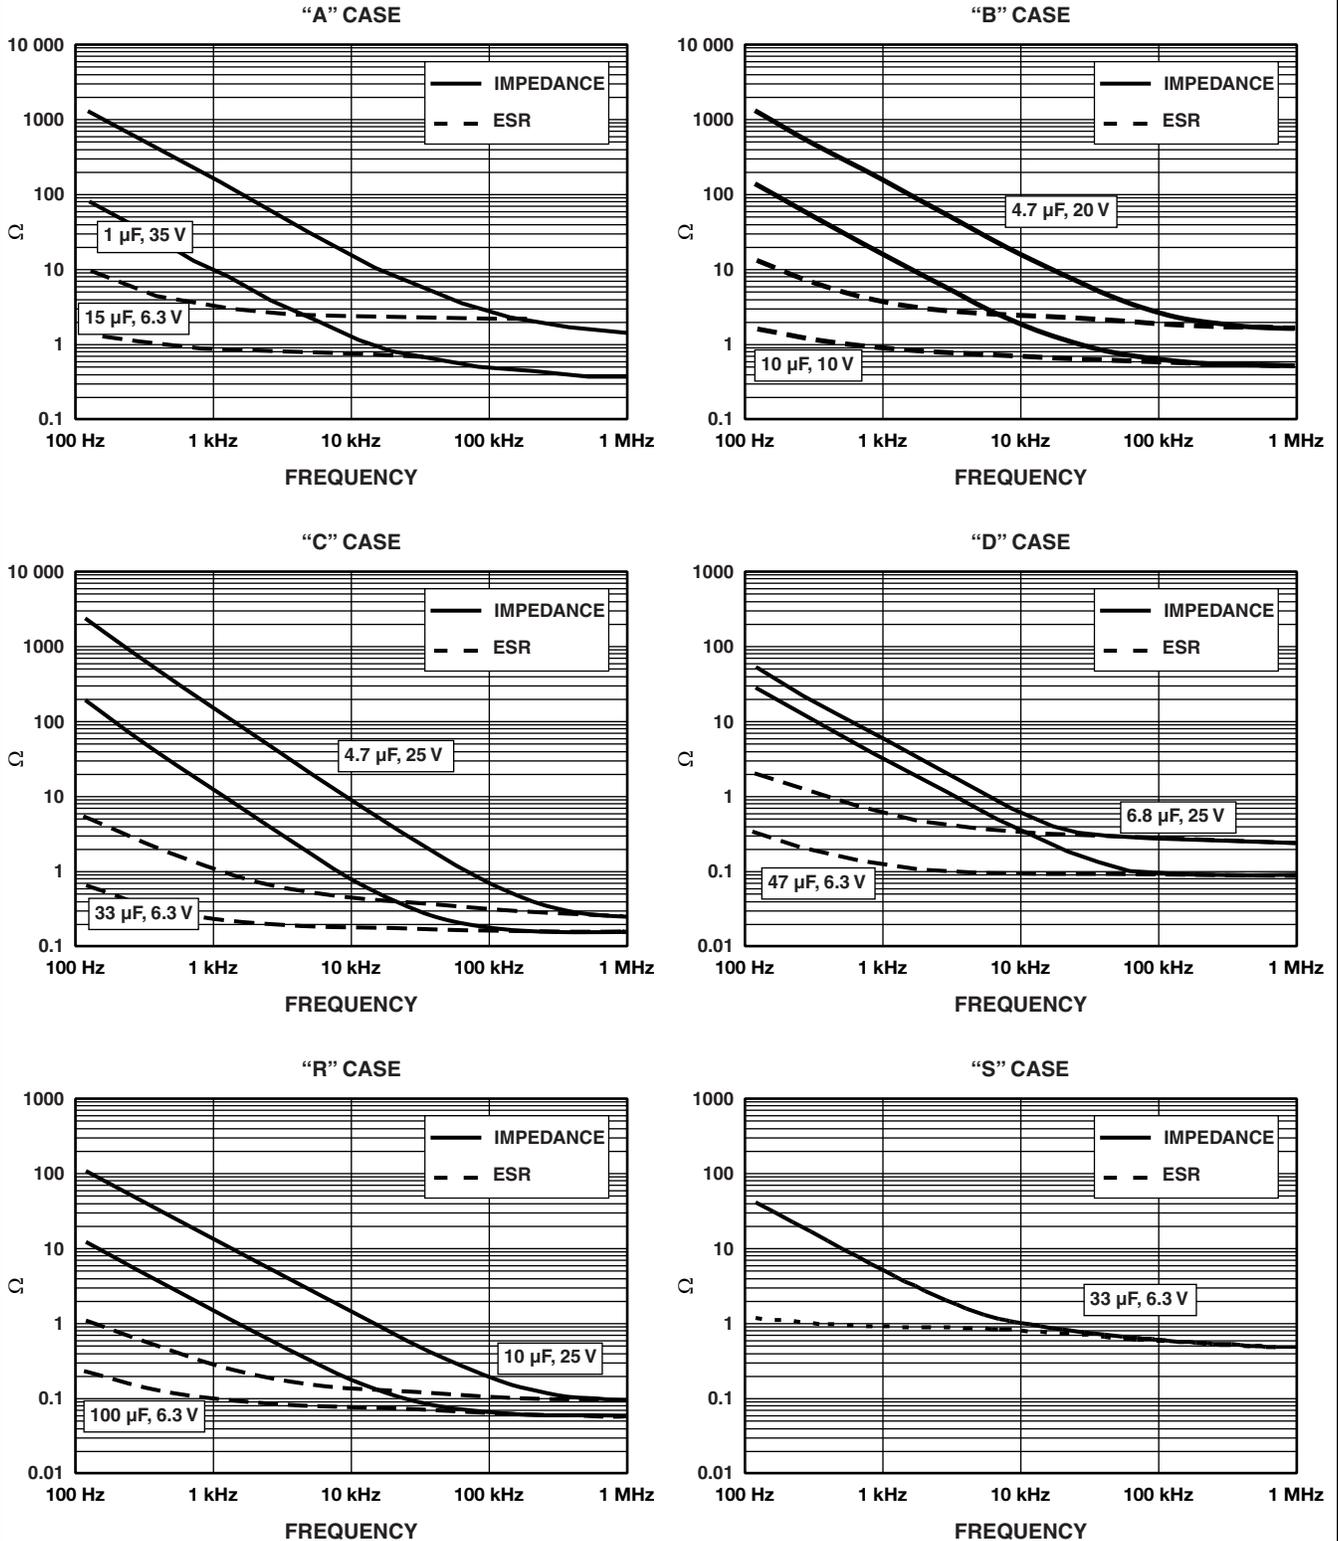 “A” CASE
10 000
1000
100
10
1
0.1
Ω
IMPEDANCE
ESR
1 µF, 35 V
15 µF, 6.3 V
100 Hz 1 kHz 10 kHz 100 kHz 1 MHz
FREQUENCY
“B” CASE
10 000
1000
100
10
1
0.1
Ω
IMPEDANCE
ESR
4.7 µF, 20 V
10 µF, 10 V
100 Hz 1 kHz 10 kHz 100 kHz 1 MHz
FREQUENCY
“C” CASE
10 000
1000
100
10
1
0.1
Ω
IMPEDANCE
ESR
4.7 µF, 25 V
33 µF, 6.3 V
100 Hz 1 kHz 10 kHz 100 kHz 1 MHz
FREQUENCY
“D” CASE
1000
100
10
1
0.1
0.01
Ω
IMPEDANCE
ESR
6.8 µF, 25 V
47 µF, 6.3 V
100 Hz 1 kHz 10 kHz 100 kHz 1 MHz
FREQUENCY
“R” CASE
1000
100
10
1
0.1
0.01
Ω
IMPEDANCE
ESR
10 µF, 25 V
100 µF, 6.3 V
100 Hz 1 kHz 10 kHz 100 kHz 1 MHz
FREQUENCY
“S” CASE
1000
100
10
1
0.1
0.01
Ω
IMPEDANCE
ESR
33 µF, 6.3 V
100 Hz 1 kHz 10 kHz 100 kHz 1 MHz
FREQUENCY